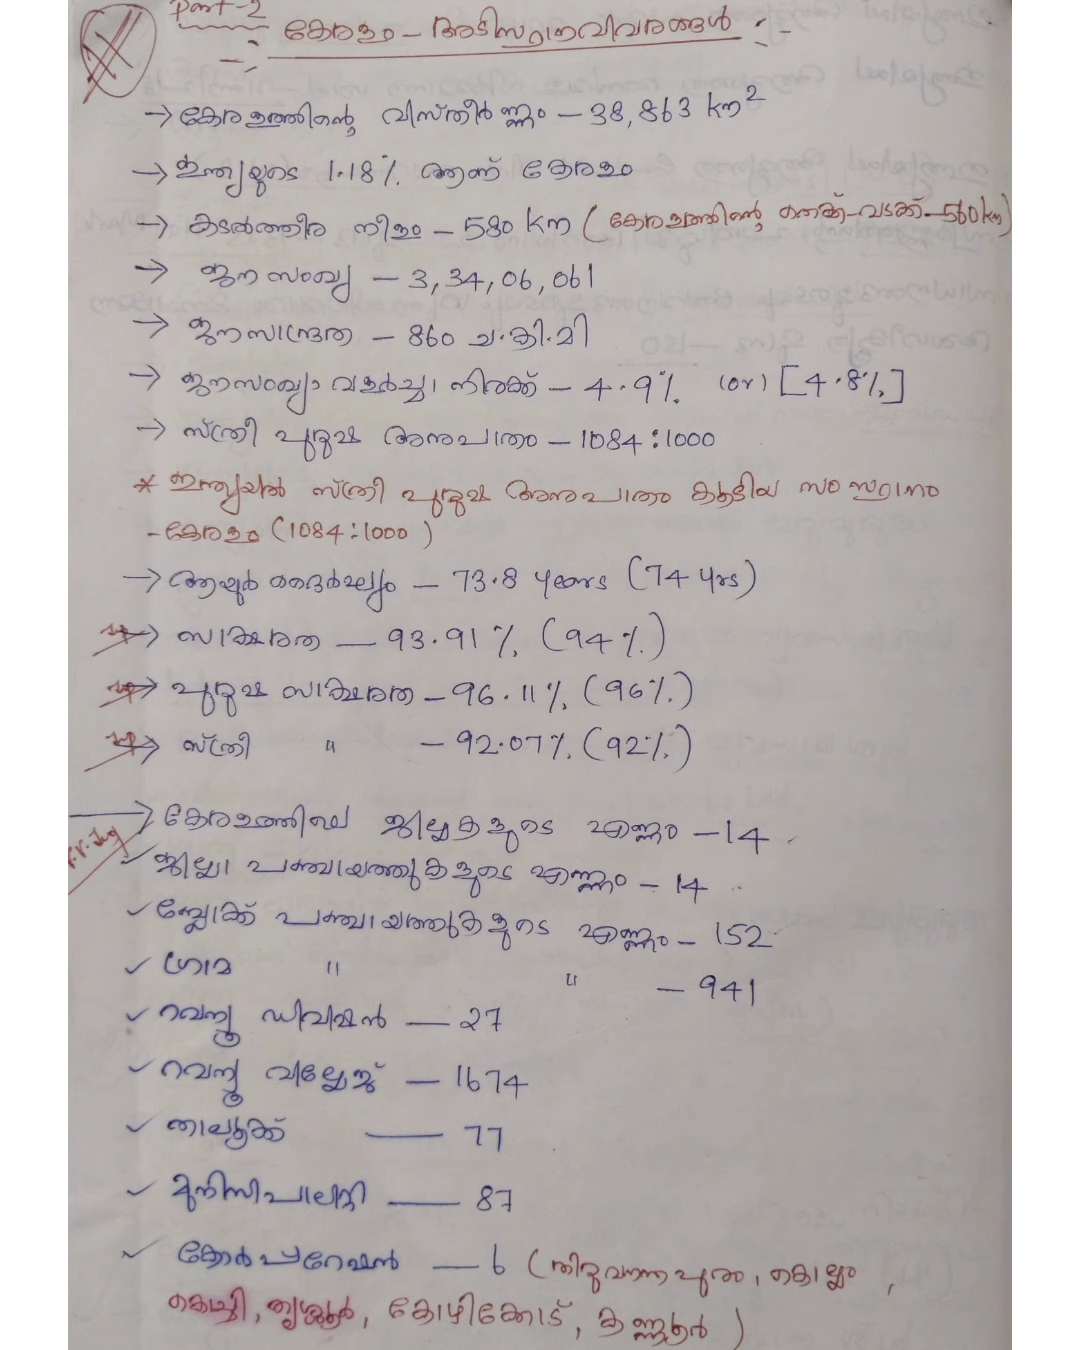 Part-2
കേരളം - അടിസ്ഥാനവിവരങ്ങൾ :-
→ കേരളത്തിന്റെ വിസ്തീർണ്ണം - 38,863 km²
→ ഇന്ത്യയുടെ 1.18% ആണ് കേരളം
→ കടൽത്തീര നീളം - 580 km (കേരളത്തിന്റെ തെക്ക്-വടക്ക് - 560km)
→ ജനസംഖ്യ - 3,34,06,061
→ ജനസാന്ദ്രത - 860 ച.കി.മി
→ ജനസംഖ്യാ വളർച്ചാ നിരക്ക് - 4.9% (or) [4.8%]
→ സ്ത്രീ പുരുഷ അനുപാതം - 1084:1000
* ഇന്ത്യയിൽ സ്ത്രീ പുരുഷ അനുപാതം കൂടിയ സംസ്ഥാനം
- കേരളം (1084:1000)
→ ആയുർദൈർഘ്യം - 73.8 years (74 yrs)
→ സാക്ഷരത - 93.91% (94%)
→ പുരുഷ സാക്ഷരത - 96.11% (96%)
→ സ്ത്രീ " - 92.07% (92%)
→ കേരളത്തിലെ ജില്ലകളുടെ എണ്ണം - 14
✓ ജില്ലാ പഞ്ചായത്തുകളുടെ എണ്ണം - 14
✓ ബ്ലോക്ക് പഞ്ചായത്തുകളുടെ എണ്ണം - 152
✓ ഗ്രാമ " " - 941
✓ റവന്യൂ ഡിവിഷൻ - 27
✓ റവന്യൂ വില്ലേജ് - 1674
✓ താലൂക്ക് - 77
✓ മുനിസിപാലിറ്റി - 87
✓ കോർപ്പറേഷൻ - 6 (തിരുവനന്തപുരം, കൊല്ലം,
കൊച്ചി, തൃശ്ശൂർ, കോഴിക്കോട്, കണ്ണൂർ)